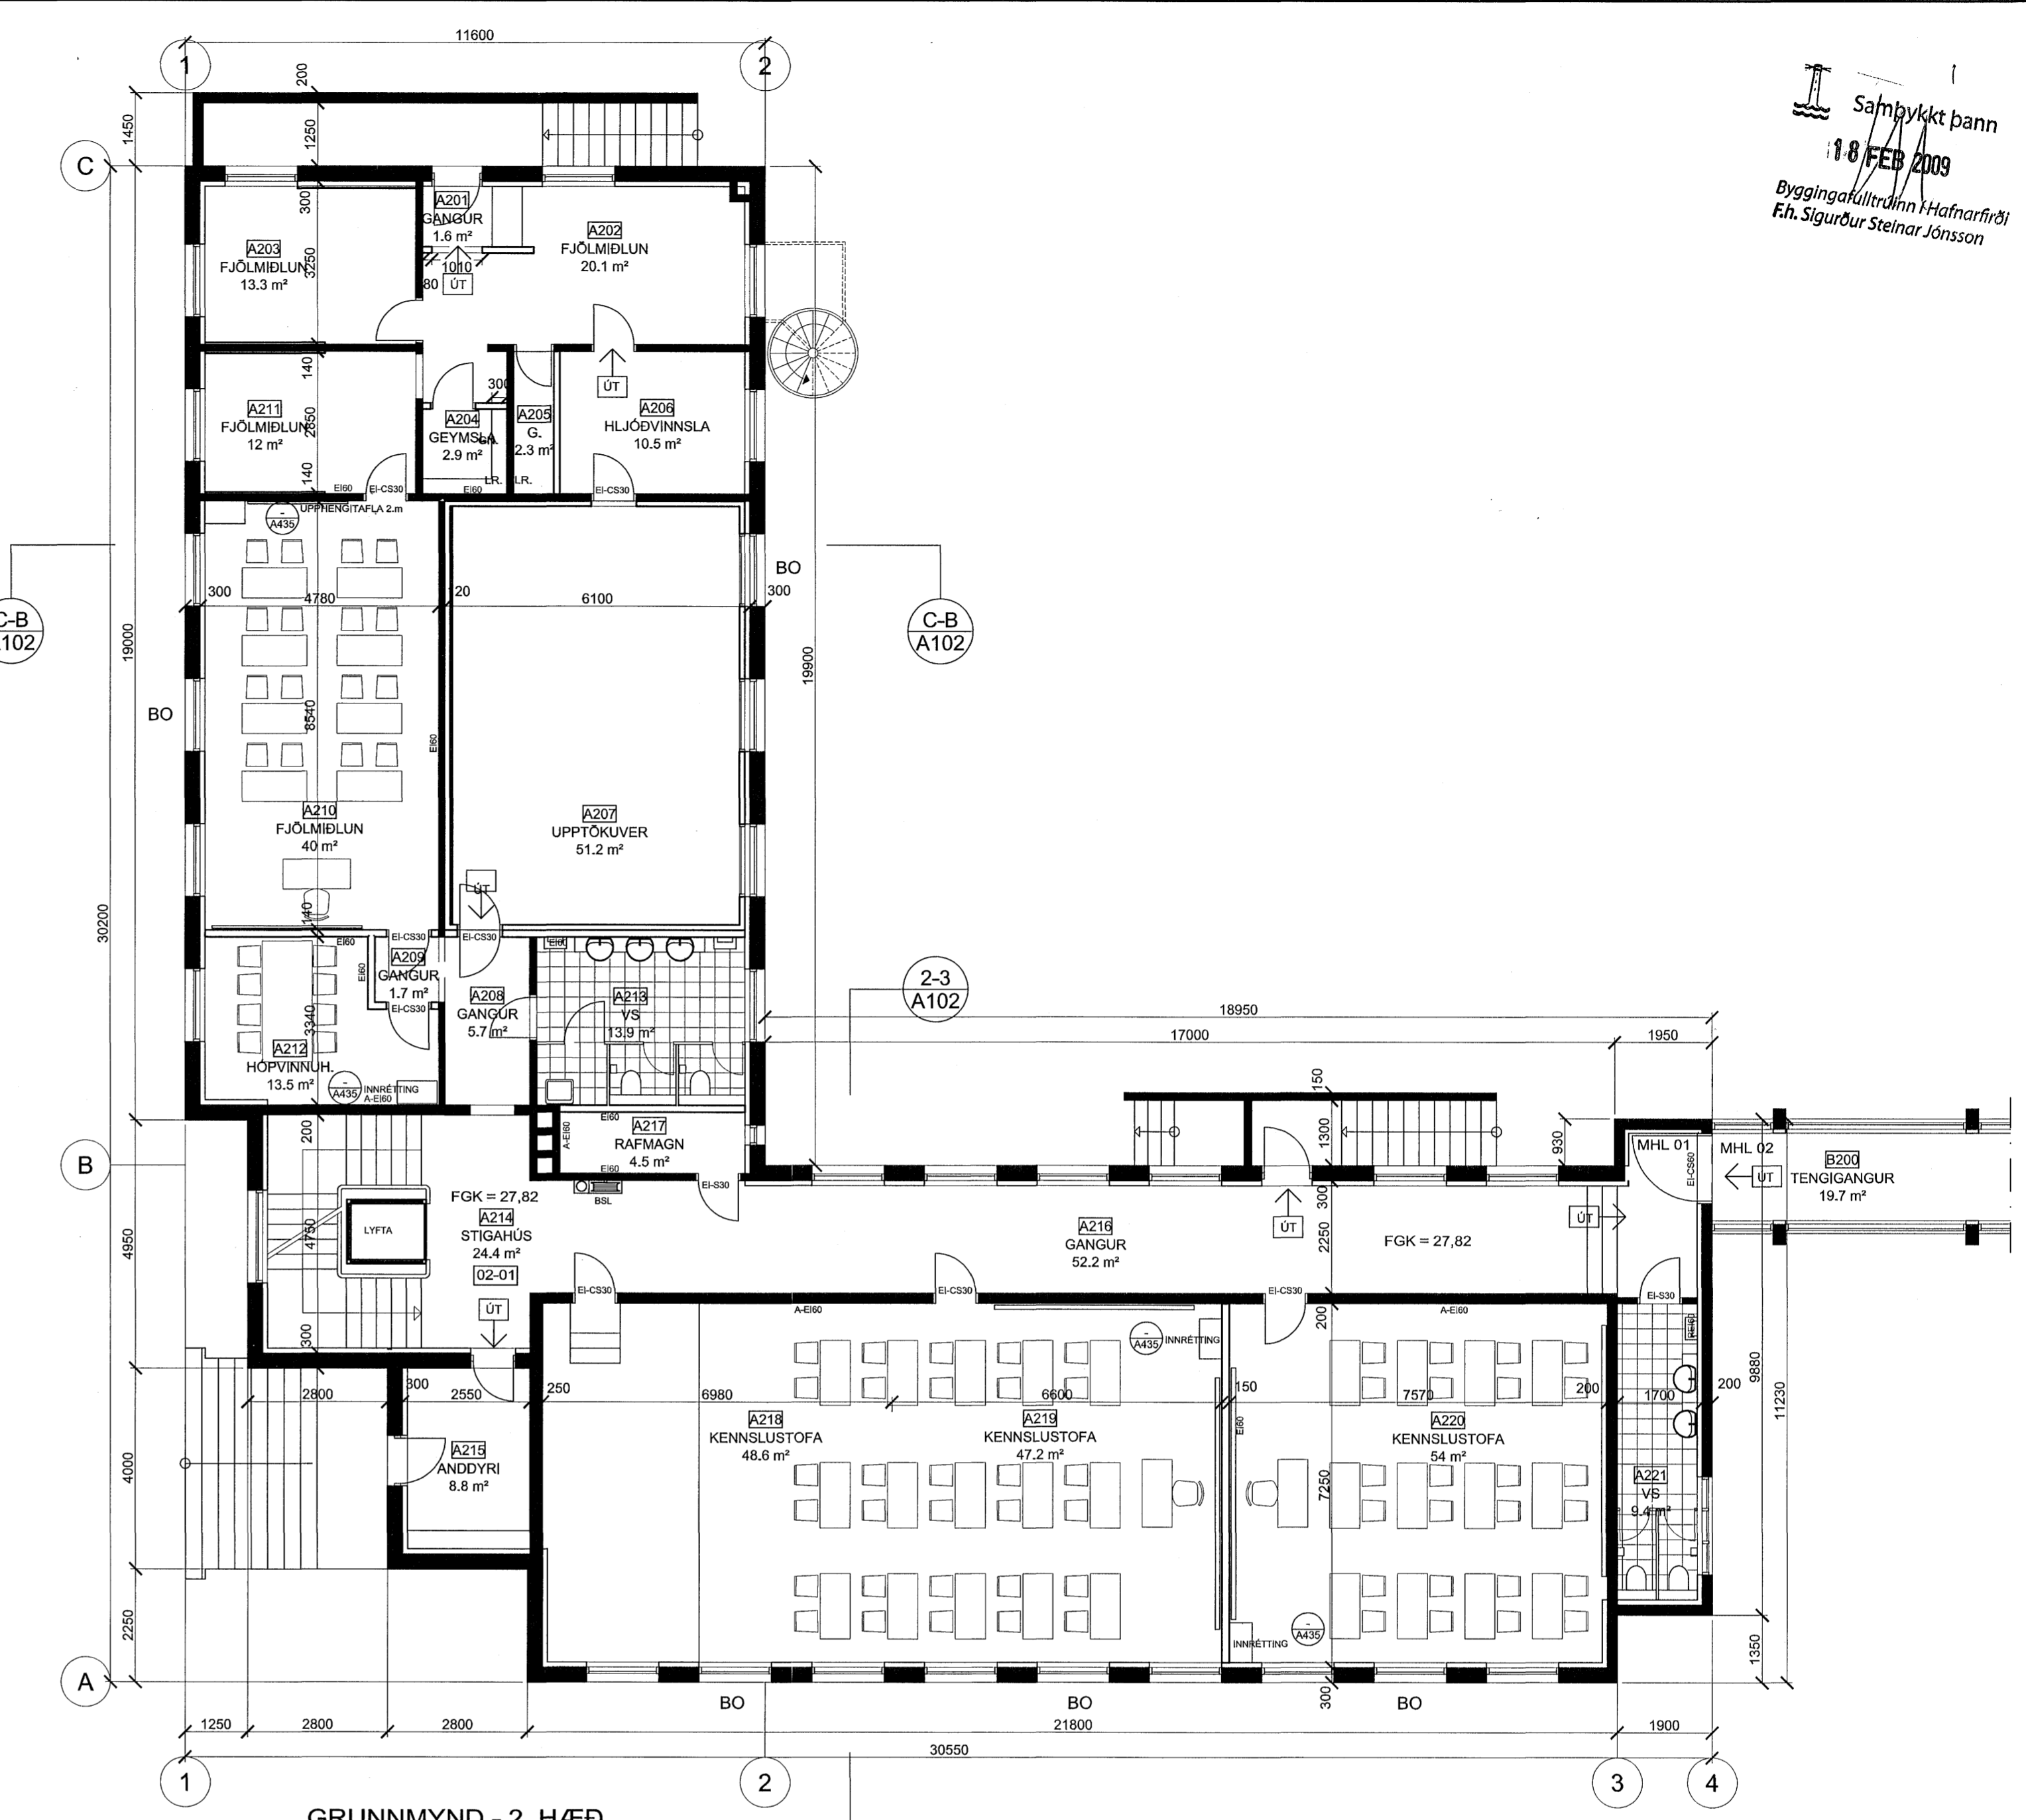 11600
1
2
200
1450
1250
Samþykkt þann
18 FEB 2009
Byggingafulltrúinn í Hafnarfirði
F.h. Sigurður Steinar Jónsson
C
A201
GANGUR
1.6 m²
1010
80
ÚT
A202
FJÖLMIÐLUN
20.1 m²
300
A203
FJÖLMIÐLUN
13.3 m²
3250
140
A211
FJÖLMIÐLUN
12 m²
2850
140
300
A204
GEYMSLA
2.9 m²
LR.
A205
G.
2.3 m²
LR.
ÚT
A206
HLJÓÐVINNSLA
10.5 m²
EI60
EI-CS30
EI60
EI-CS30
UPPHENGITAFLA 2.m
-
A435
C-B
A102
BO
300
4780
120
6100
300
C-B
A102
19000
19900
BO
8540
EI60
A210
FJÖLMIÐLUN
40 m²
A207
UPPTÖKUVER
51.2 m²
ÚT
140
30200
EI60
EI-CS30
EI-CS30
EI60
EI60
A209
GANGUR
1.7 m²
EI-CS30
A208
GANGUR
5.7 m²
A213
VS
13.9 m²
3340
A212
HÓPVINNUH.
13.5 m²
-
A435
INNRÉTTING
A-EI60
2-3
A102
18950
17000
1950
B
200
EI60
A-EI60
A217
RAFMAGN
4.5 m²
EI60
EI-S30
BSL
150
1300
930
MHL 01
MHL 02
EI-CS60
ÚT
B200
TENGIGANGUR
19.7 m²
4950
LYFTA
4750
FGK = 27,82
A214
STIGAHÚS
24.4 m²
02-01
ÚT
300
A216
GANGUR
52.2 m²
ÚT
300
2250
FGK = 27,82
ÚT
EI-CS30
EI-CS30
EI-CS30
EI-S30
A-EI60
A-EI60
200
-
A435
INNRÉTTING
REI60
2800
300
2550
250
6980
6600
150
7570
200
1700
200
9880
11230
4000
A215
ANDDYRI
8.8 m²
A218
KENNSLUSTOFA
48.6 m²
A219
KENNSLUSTOFA
47.2 m²
EI60
A220
KENNSLUSTOFA
54 m²
7250
A221
VS
9.4 m²
2250
INNRÉTTING
-
A435
1350
A
BO
BO
BO
300
1250
2800
2800
21800
1900
30550
1
2
3
4
GRUNNMYND - 2. HÆÐ